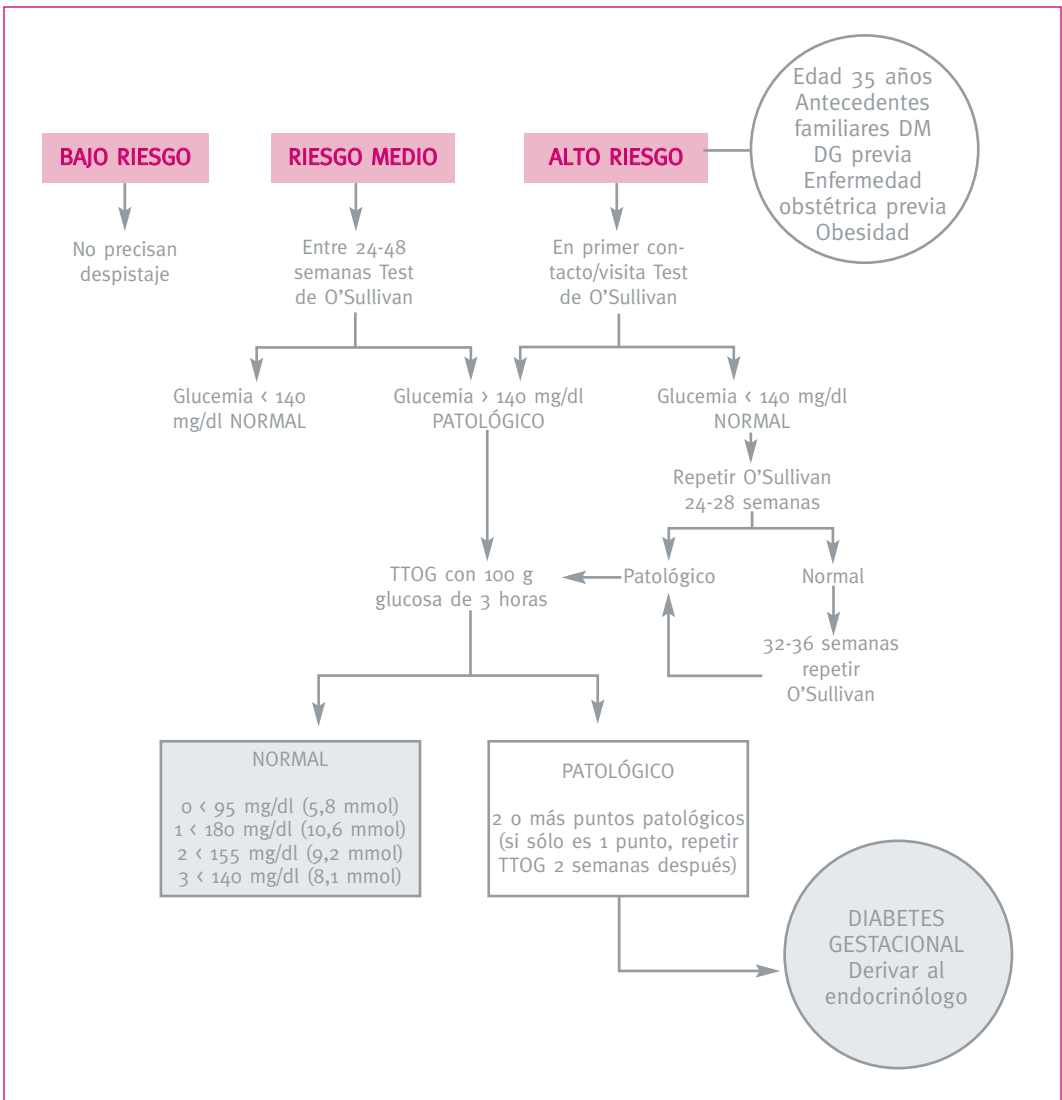 Edad 35 años
Antecedentes
familiares DM
DG previa
Enfermedad
obstétrica previa
Obesidad
BAJO RIESGO
RIESGO MEDIO
ALTO RIESGO
No precisan
despistaje
Entre 24-48
semanas Test
de O’Sullivan
En primer con-
tacto/visita Test
de O’Sullivan
Glucemia < 140
mg/dl NORMAL
Glucemia > 140 mg/dl
PATOLÓGICO
Glucemia < 140 mg/dl
NORMAL
Repetir O’Sullivan
24-28 semanas
TTOG con 100 g
glucosa de 3 horas
Patológico
Normal
32-36 semanas
repetir
O’Sullivan
NORMAL
0 < 95 mg/dl (5,8 mmol)
1 < 180 mg/dl (10,6 mmol)
2 < 155 mg/dl (9,2 mmol)
3 < 140 mg/dl (8,1 mmol)
PATOLÓGICO
2 o más puntos patológicos
(si sólo es 1 punto, repetir
TTOG 2 semanas después)
DIABETES
GESTACIONAL
Derivar al
endocrinólogo